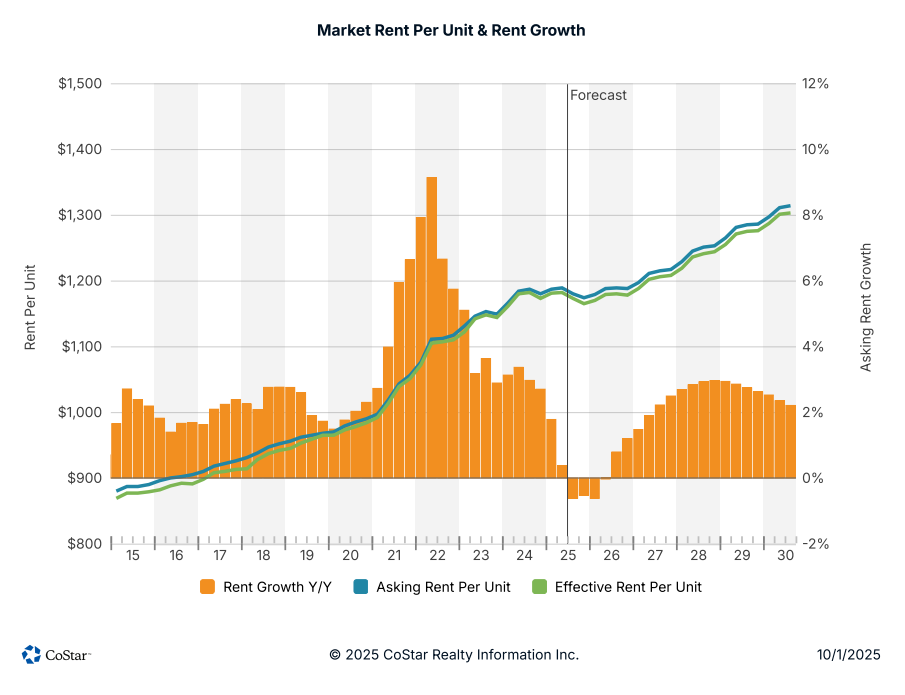 Market Rent Per Unit & Rent Growth
$1,500
12%
Forecast
$1,400
10%
$1,300
8%
$1,200
6%
Rent Per Unit
Asking Rent Growth
$1,100
4%
$1,000
2%
$900
0%
$800
-2%
15 16 17 18 19 20 21 22 23 24 25 26 27 28 29 30
Rent Growth Y/Y Asking Rent Per Unit Effective Rent Per Unit
CoStar™ © 2025 CoStar Realty Information Inc. 10/1/2025